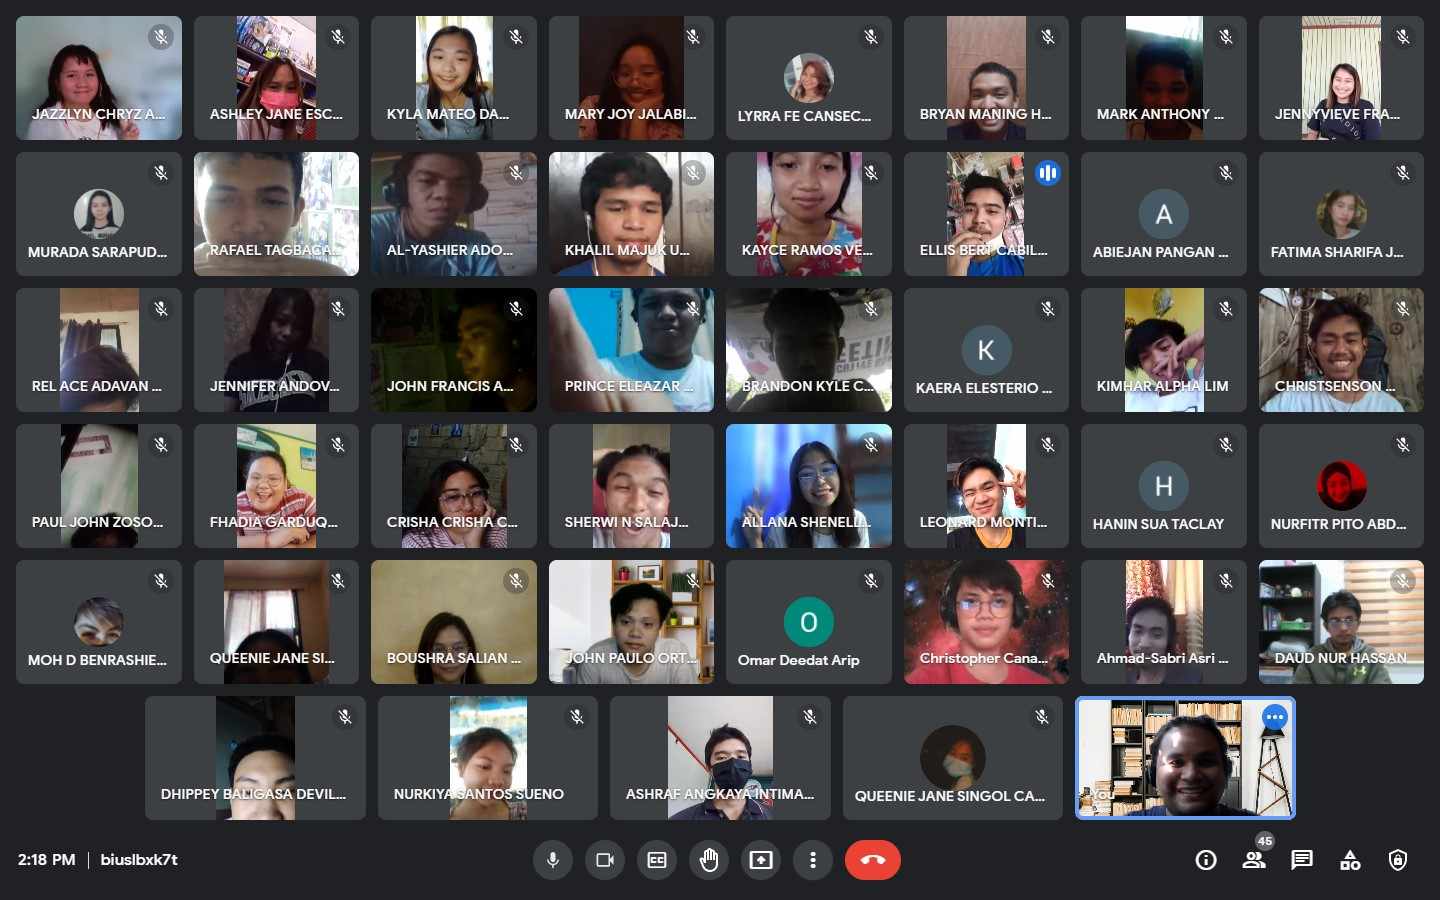 JAZZLYN CHRYZ A...
ASHLEY JANE ESC...
KYLA MATEO DA...
MARY JOY JALABI...
LYRRA FE CANSEC...
BRYAN MANING H...
MARK ANTHONY ...
JENNYVIEVE FRA...
MURADA SARAPUD...
RAFAEL TAGBACA...
AL-YASHIER ADO...
KHALIL MAJUK U...
KAYCE RAMOS VE...
ELLIS BERT CABIL...
A
ABIEJAN PANGAN ...
FATIMA SHARIFA J...
REL ACE ADAVAN ...
JENNIFER ANDOV...
JOHN FRANCIS A...
PRINCE ELEAZAR ...
BRANDON KYLE C...
K
KAERA ELESTERIO ...
KIMHAR ALPHA LIM
CHRISTSENSON ...
PAUL JOHN ZOSO...
FHADIA GARDUQ...
CRISHA CRISHA C...
SHERWI N SALAJ...
ALLANA SHENELL...
LEONARD MONTI...
H
HANIN SUA TACLAY
NURFITR PITO ABD...
MOH D BENRASHIE...
QUEENIE JANE SI...
BOUSHRA SALIAN ...
JOHN PAULO ORT...
O
Omar Deedat Arip
Christopher Cana...
Ahmad-Sabri Asri ...
DAUD NUR HASSAN
DHIPPEY BALIGASA DEVIL...
NURKIYA SANTOS SUENO
ASHRAF ANGKAYA INTIMA...
QUEENIE JANE SINGOL CA...
You
2:18 PM | biuslbxk7t
CC
45